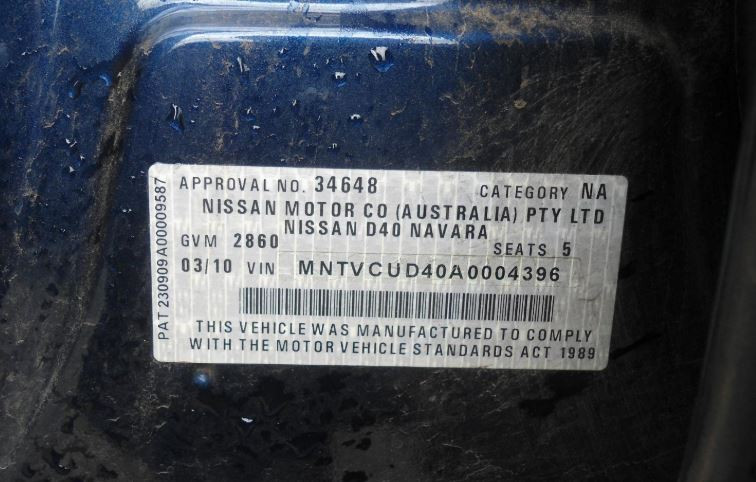 APPROVAL NO. 34648 CATEGORY NA
NISSAN MOTOR CO (AUSTRALIA) PTY LTD
NISSAN D40 NAVARA
GVM 2860 SEATS 5
03/10 VIN MNTVCUD40A0004396
THIS VEHICLE WAS MANUFACTURED TO COMPLY
WITH THE MOTOR VEHICLE STANDARDS ACT 1989
PAT 230909A00009587